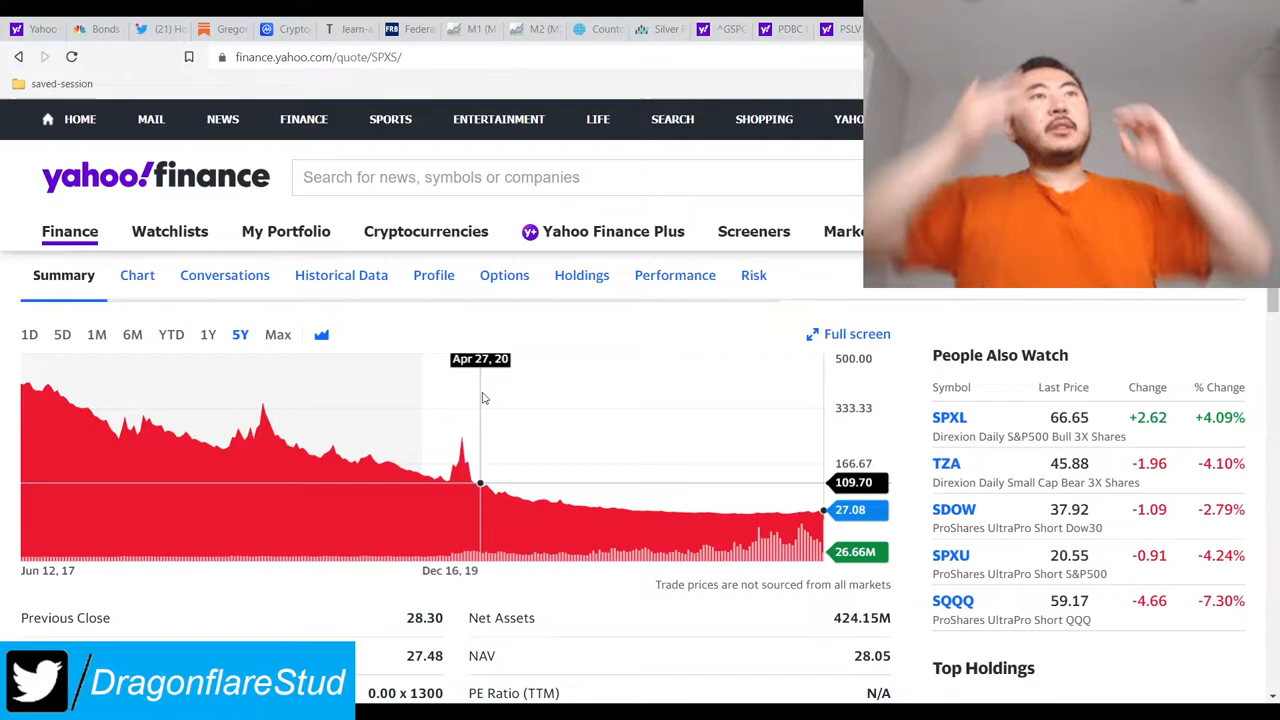 Yahoo Bonds (21) Ho Gregor Crypto learn-a FRB Federal M1 (M M2 (M Counte Silver P ^GSPC PDBC PSLV
finance.yahoo.com/quote/SPXS/
saved-session
HOME MAIL NEWS FINANCE SPORTS ENTERTAINMENT LIFE SEARCH SHOPPING YAHO
yahoo!finance
Search for news, symbols or companies
Finance Watchlists My Portfolio Cryptocurrencies Y+ Yahoo Finance Plus Screeners Marke
Summary Chart Conversations Historical Data Profile Options Holdings Performance Risk
1D 5D 1M 6M YTD 1Y 5Y Max
Full screen
Apr 27, 20
500.00
333.33
166.67
109.70
27.08
26.66M
Jun 12, 17 Dec 16, 19
Trade prices are not sourced from all markets
Previous Close 28.30 Net Assets 424.15M
27.48 NAV 28.05
0.00 x 1300 PE Ratio (TTM) N/A
People Also Watch
Symbol Last Price Change % Change
SPXL 66.65 +2.62 +4.09%
Direxion Daily S&P500 Bull 3X Shares
TZA 45.88 -1.96 -4.10%
Direxion Daily Small Cap Bear 3X Shares
SDOW 37.92 -1.09 -2.79%
ProShares UltraPro Short Dow30
SPXU 20.55 -0.91 -4.24%
ProShares UltraPro Short S&P500
SQQQ 59.17 -4.66 -7.30%
ProShares UltraPro Short QQQ
Top Holdings
/DragonflareStud